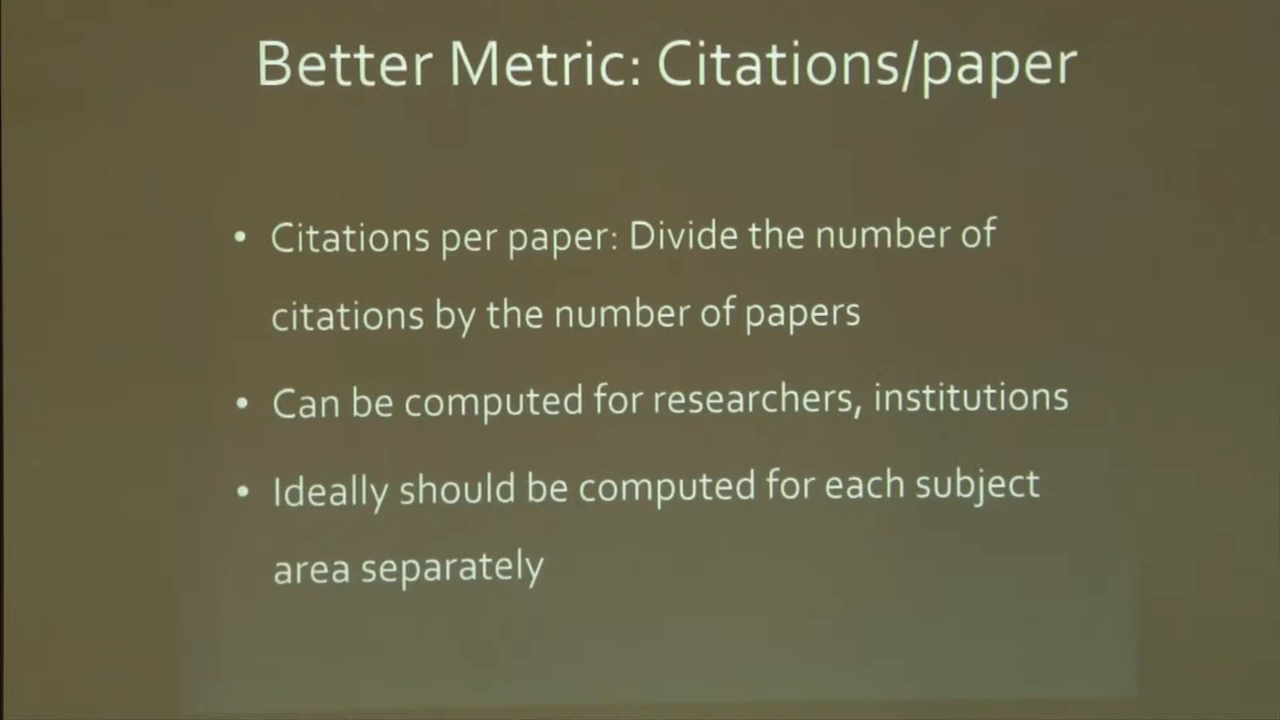 Better Metric: Citations/paper
• Citations per paper: Divide the number of
citations by the number of papers
• Can be computed for researchers, institutions
• Ideally should be computed for each subject
area separately